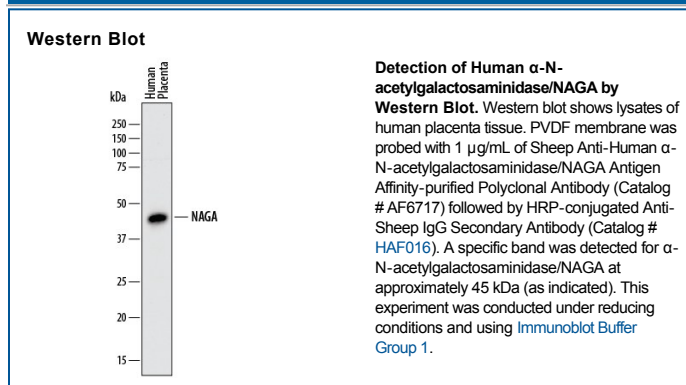 Western Blot
Human
Placenta
kDa
250
150
100
75
50
NAGA
37
25
20
15
Detection of Human α-N-
acetylgalactosaminidase/NAGA by
Western Blot. Western blot shows lysates of
human placenta tissue. PVDF membrane was
probed with 1 µg/mL of Sheep Anti-Human α-
N-acetylgalactosaminidase/NAGA Antigen
Affinity-purified Polyclonal Antibody (Catalog
# AF6717) followed by HRP-conjugated Anti-
Sheep IgG Secondary Antibody (Catalog #
HAF016). A specific band was detected for α-
N-acetylgalactosaminidase/NAGA at
approximately 45 kDa (as indicated). This
experiment was conducted under reducing
conditions and using Immunoblot Buffer
Group 1.